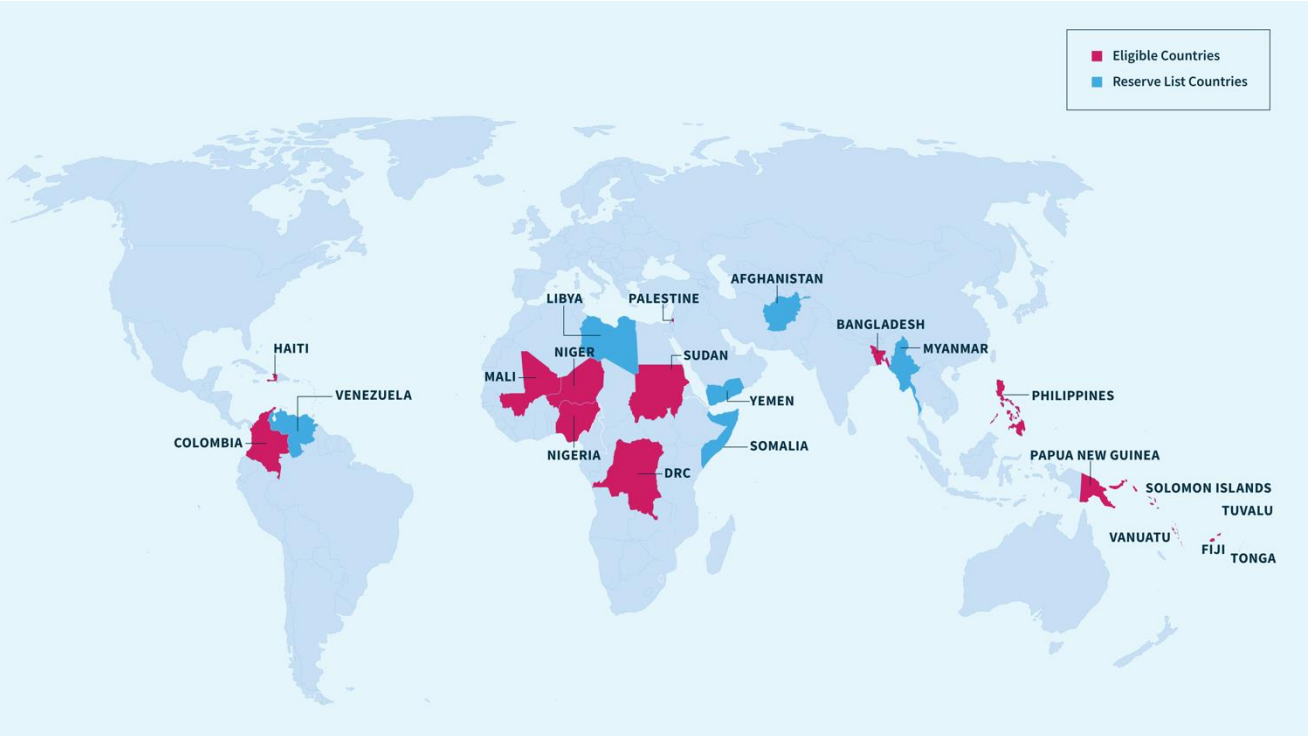 Eligible Countries
Reserve List Countries
AFGHANISTAN
LIBYA
PALESTINE
BANGLADESH
HAITI
NIGER
SUDAN
MYANMAR
MALI
VENEZUELA
YEMEN
PHILIPPINES
COLOMBIA
SOMALIA
NIGERIA
PAPUA NEW GUINEA
DRC
SOLOMON ISLANDS
TUVALU
VANUATU
FIJI
TONGA